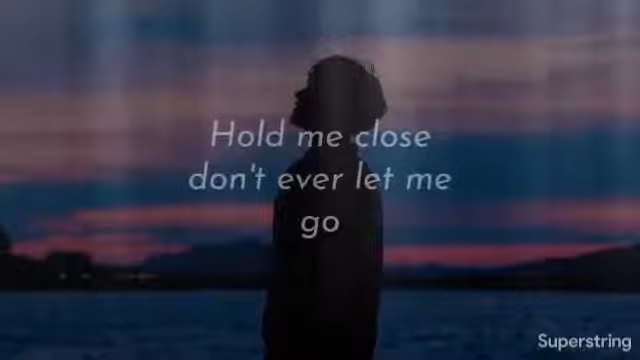 Hold me close
don't ever let me
go
Superstring